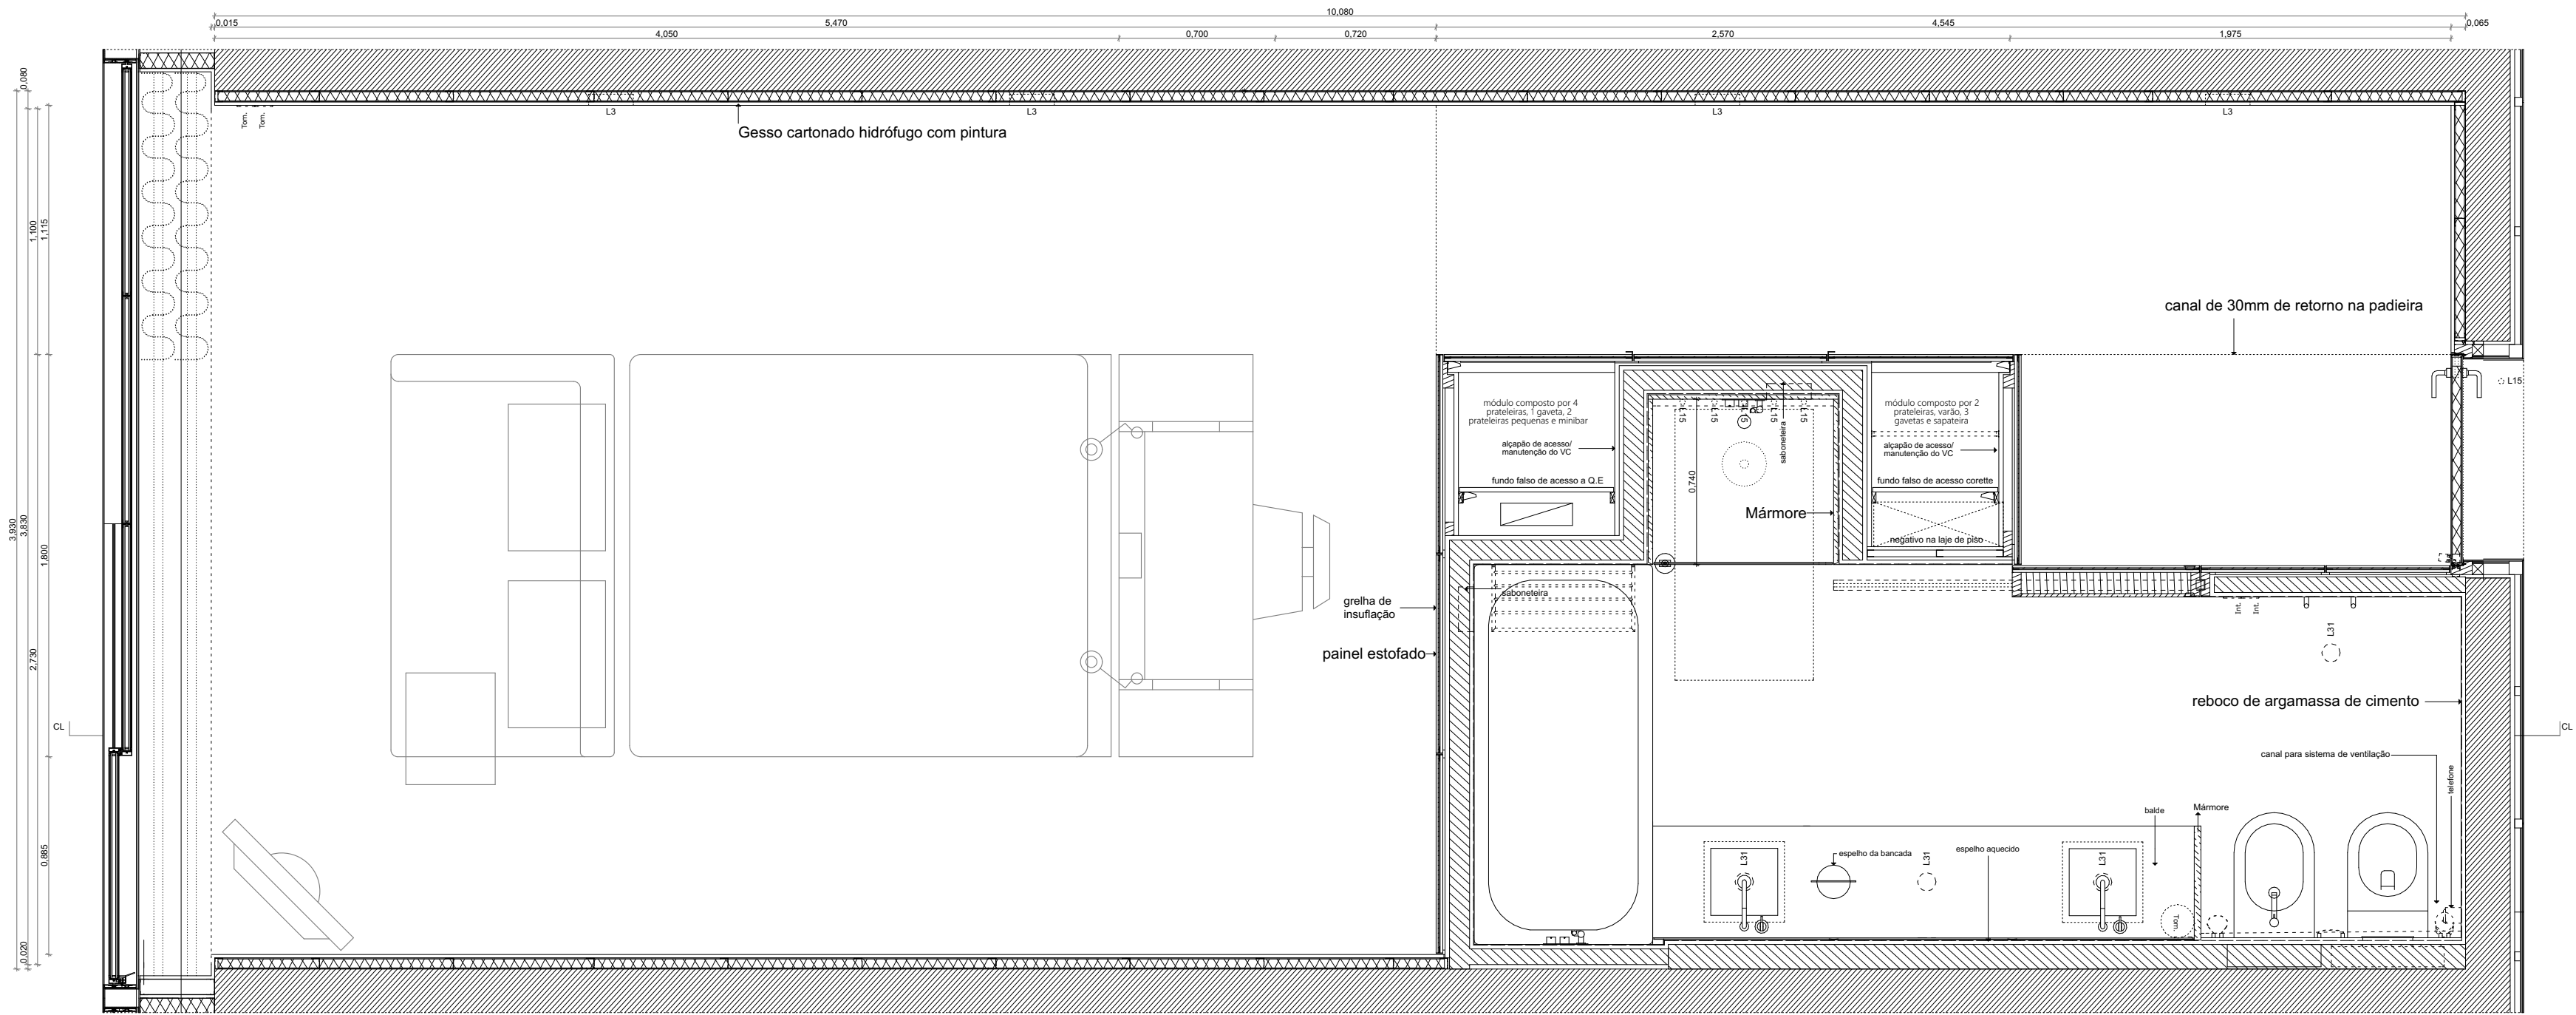 10,080
0,015
5,470
4,545
0,065
4,050
0,700
0,720
2,570
1,975
0,080
Tom.
Tom.
L3
L3
L3
L3
Gesso cartonado hidrófugo com pintura
1,100
1,115
canal de 30mm de retorno na padieira
L15
módulo composto por 4
prateleiras, 1 gaveta, 2
prateleiras pequenas e minibar
alçapão de acesso/
manutenção do VC
fundo falso de acesso a Q.E
L15
L15
L15
L15
L15
saboneteira
0,740
Mármore
módulo composto por 2
prateleiras, varão, 3
gavetas e sapateira
alçapão de acesso/
manutenção do VC
fundo falso de acesso corette
negativo na laje de piso
3,930
3,830
1,800
2,730
grelha de
insuflação
saboneteira
painel estofado
Int.
Int.
L31
reboco de argamassa de cimento
CL
CL
canal para sistema de ventilação
telefone
balde
Mármore
L31
espelho da bancada
L31
espelho aquecido
L31
Tom.
0,885
0,020